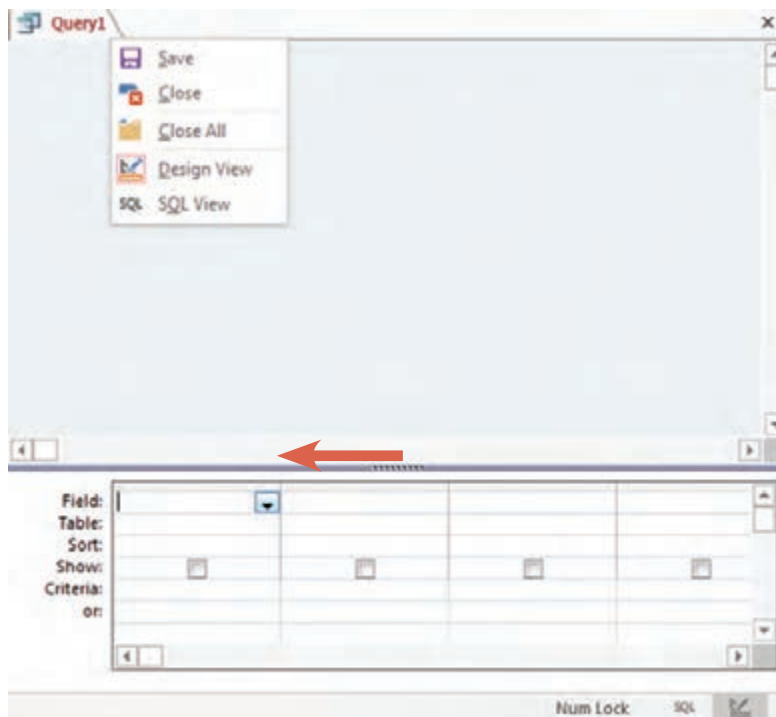 Query1
Save
Close
Close All
Design View
SQL SQL View
Field:
Table:
Sort:
Show:
Criteria:
or:
Num Lock SQL